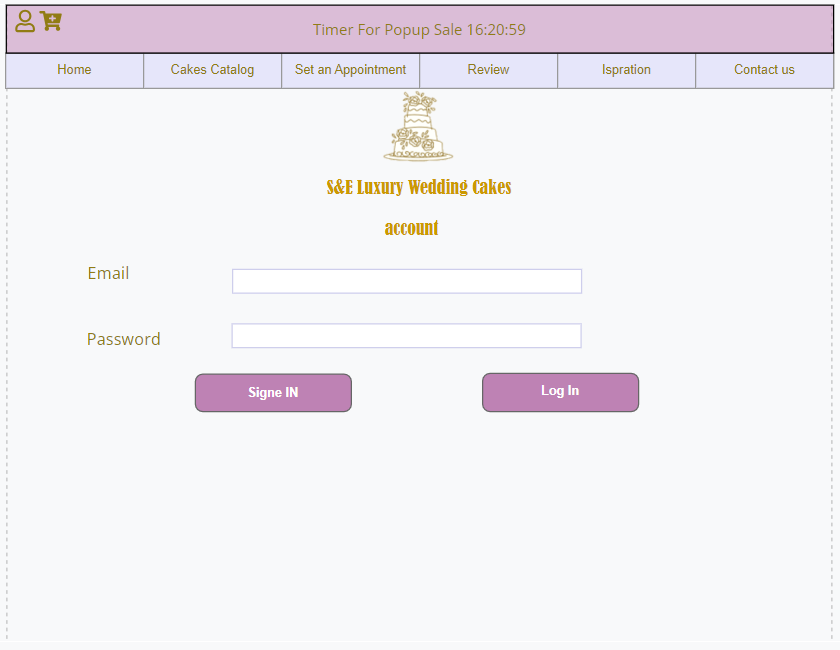 Timer For Popup Sale 16:20:59
Home
Cakes Catalog
Set an Appointment
Review
Ispration
Contact us
S&E Luxury Wedding Cakes
account
Email
Password
Signe IN
Log In